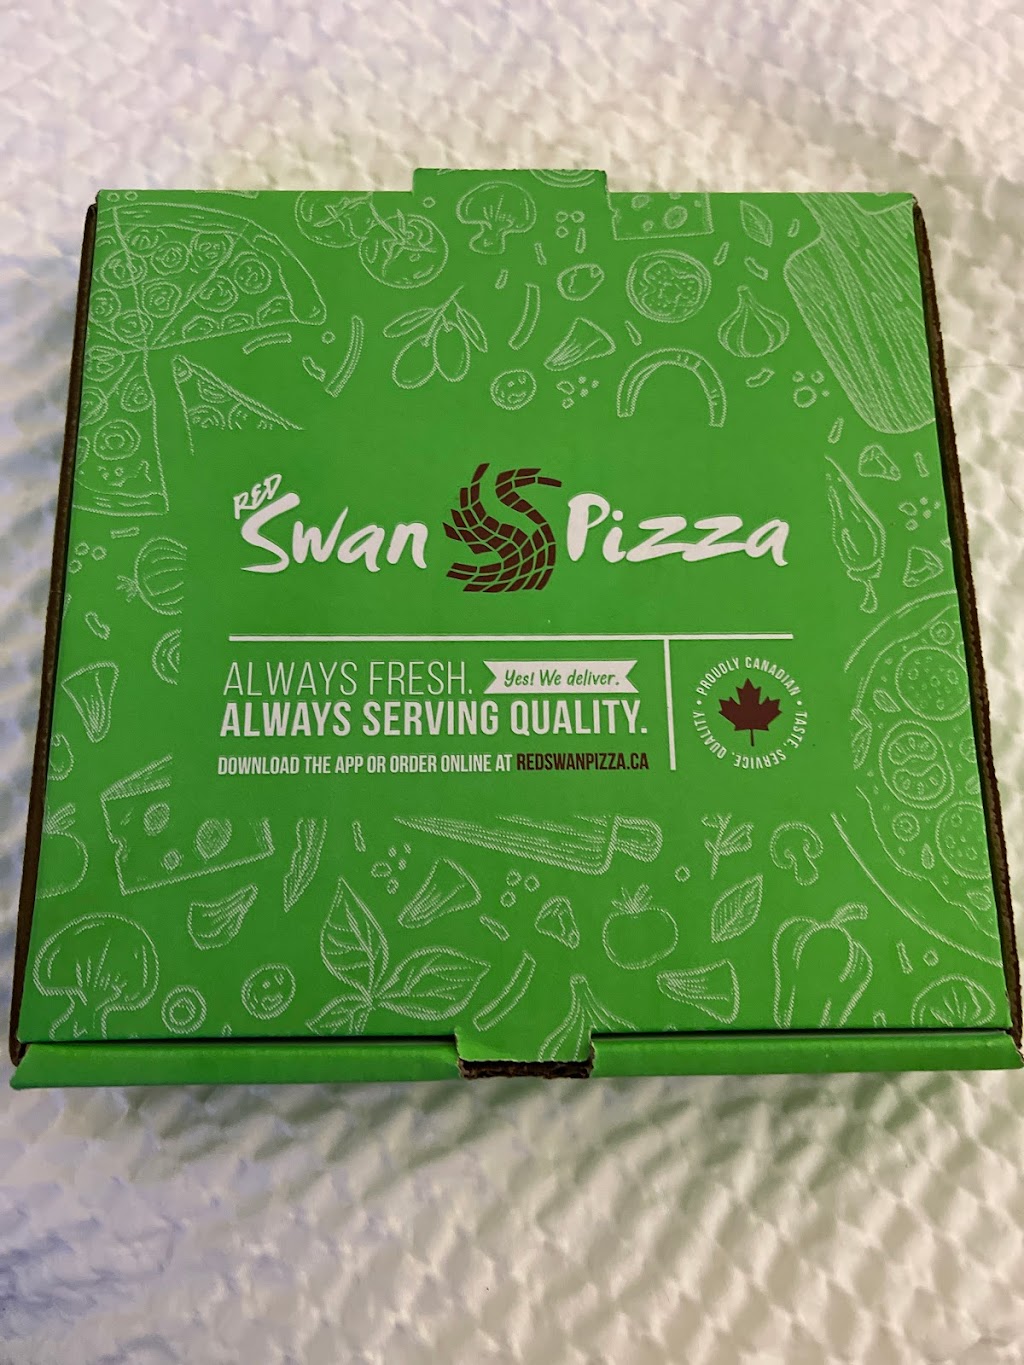 RED
Swan Pizza
ALWAYS FRESH. Yes! We deliver.
ALWAYS SERVING QUALITY.
DOWNLOAD THE APP OR ORDER ONLINE AT REDSWANPIZZA.CA
PROUDLY CANADIAN • TASTE. SERVICE. QUALITY •